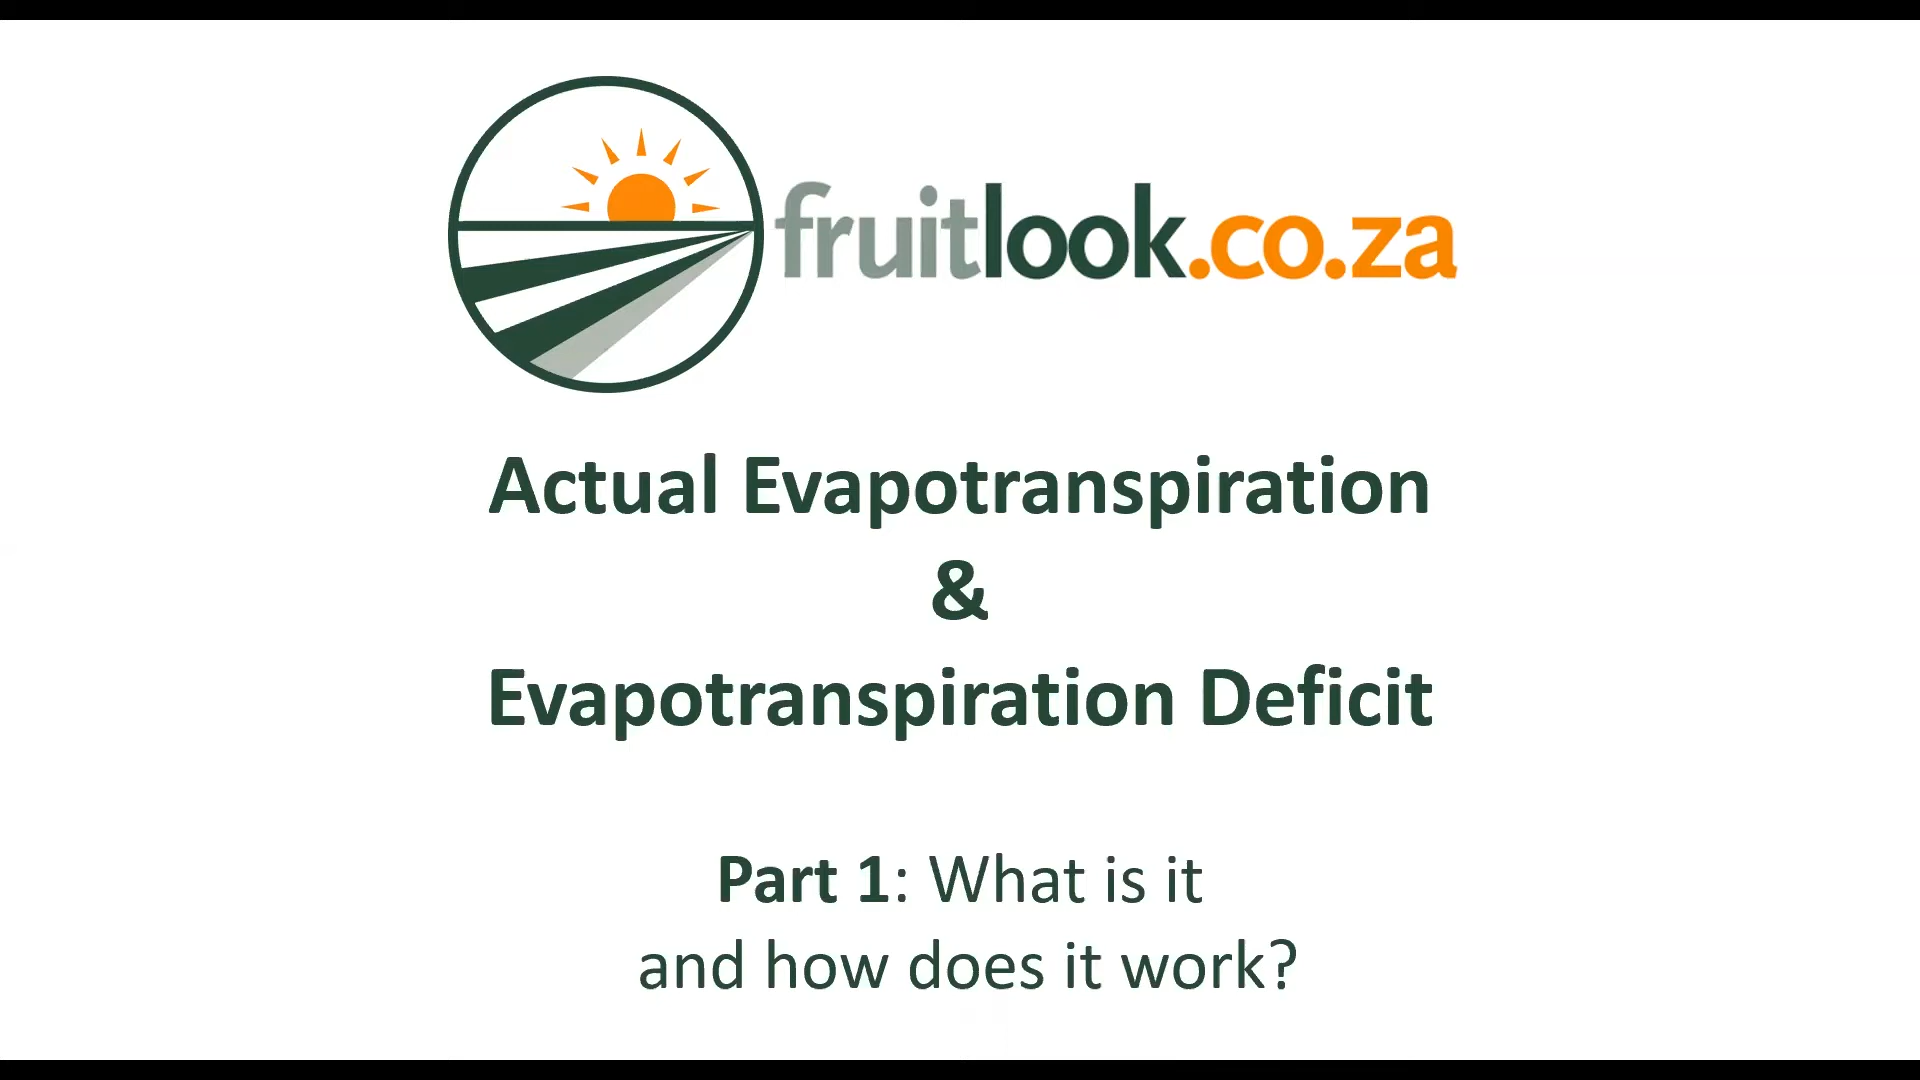 fruitlook.co.za
Actual Evapotranspiration
&
Evapotranspiration Deficit
Part 1: What is it
and how does it work?